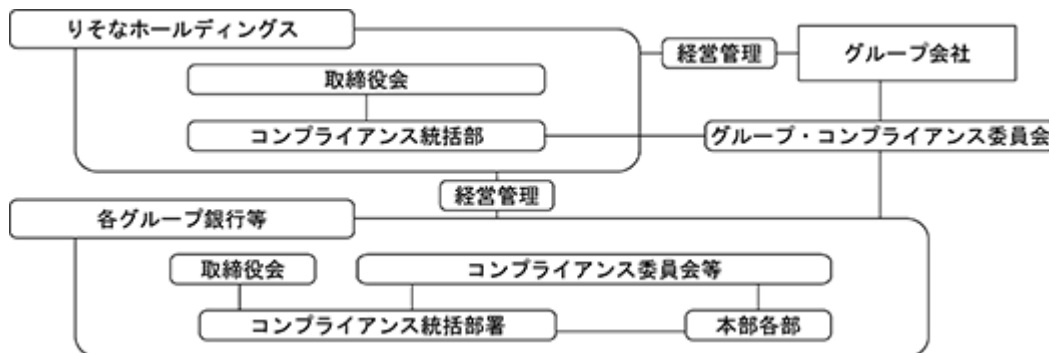 りそなホールディングス
経営管理
グループ会社
取締役会
コンプライアンス統括部
グループ・コンプライアンス委員会
経営管理
各グループ銀行等
取締役会
コンプライアンス委員会等
コンプライアンス統括部署
本部各部